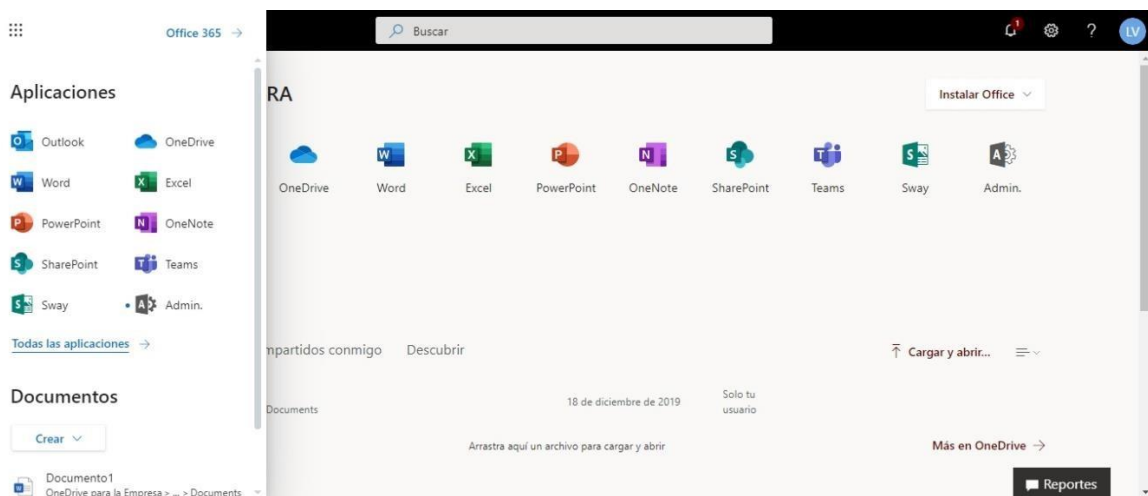 Office 365 →
Buscar
1
?
LV
Aplicaciones
Outlook
OneDrive
Word
Excel
PowerPoint
OneNote
SharePoint
Teams
Sway
Admin.
Todas las aplicaciones →
Documentos
Crear
Documento1
OneDrive para la Empresa > ... > Documents
RA
Instalar Office
OneDrive Word Excel PowerPoint OneNote SharePoint Teams Sway Admin.
mpartidos conmigo Descubrir
Cargar y abrir...
Documents
18 de diciembre de 2019
Solo tu
usuario
Arrastra aquí un archivo para cargar y abrir
Más en OneDrive →
Reportes